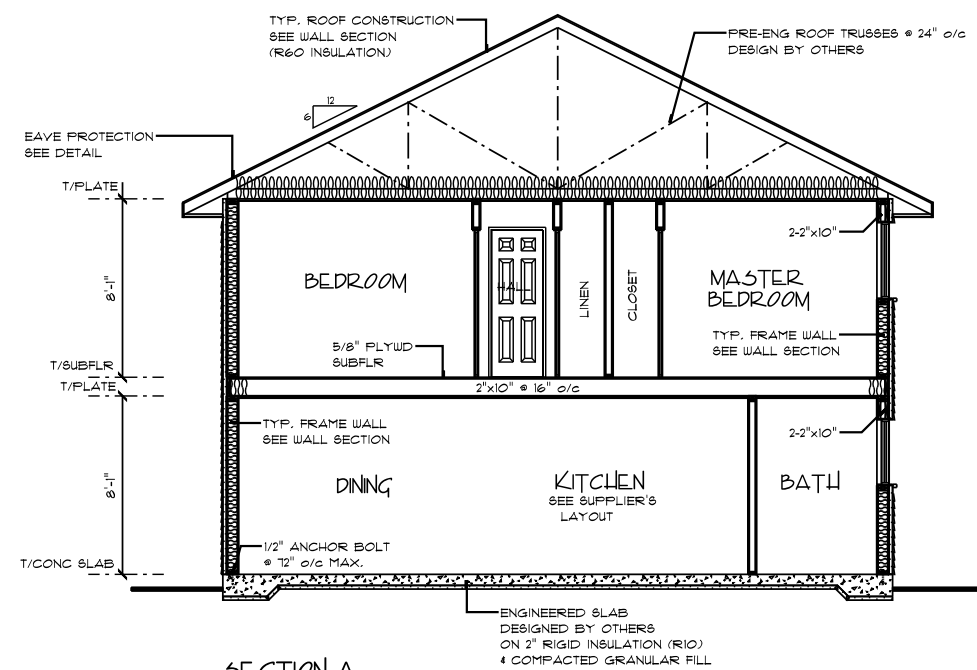 TYP. ROOF CONSTRUCTION
SEE WALL SECTION
(R60 INSULATION)
PRE-ENG ROOF TRUSSES @ 24" o/c
DESIGN BY OTHERS
12
6
EAVE PROTECTION
SEE DETAIL
T/PLATE
2-2"x10"
8'-1"
BEDROOM
HALL
LINEN
CLOSET
MASTER
BEDROOM
TYP. FRAME WALL
SEE WALL SECTION
5/8" PLYWD
SUBFLR
T/SUBFLR
T/PLATE
2"x10" @ 16" o/c
TYP. FRAME WALL
SEE WALL SECTION
2-2"x10"
8'-1"
DINING
KITCHEN
SEE SUPPLIER'S
LAYOUT
BATH
1/2" ANCHOR BOLT
@ 72" o/c MAX.
T/CONC SLAB
ENGINEERED SLAB
DESIGNED BY OTHERS
ON 2" RIGID INSULATION (R10)
& COMPACTED GRANULAR FILL
SECTION A